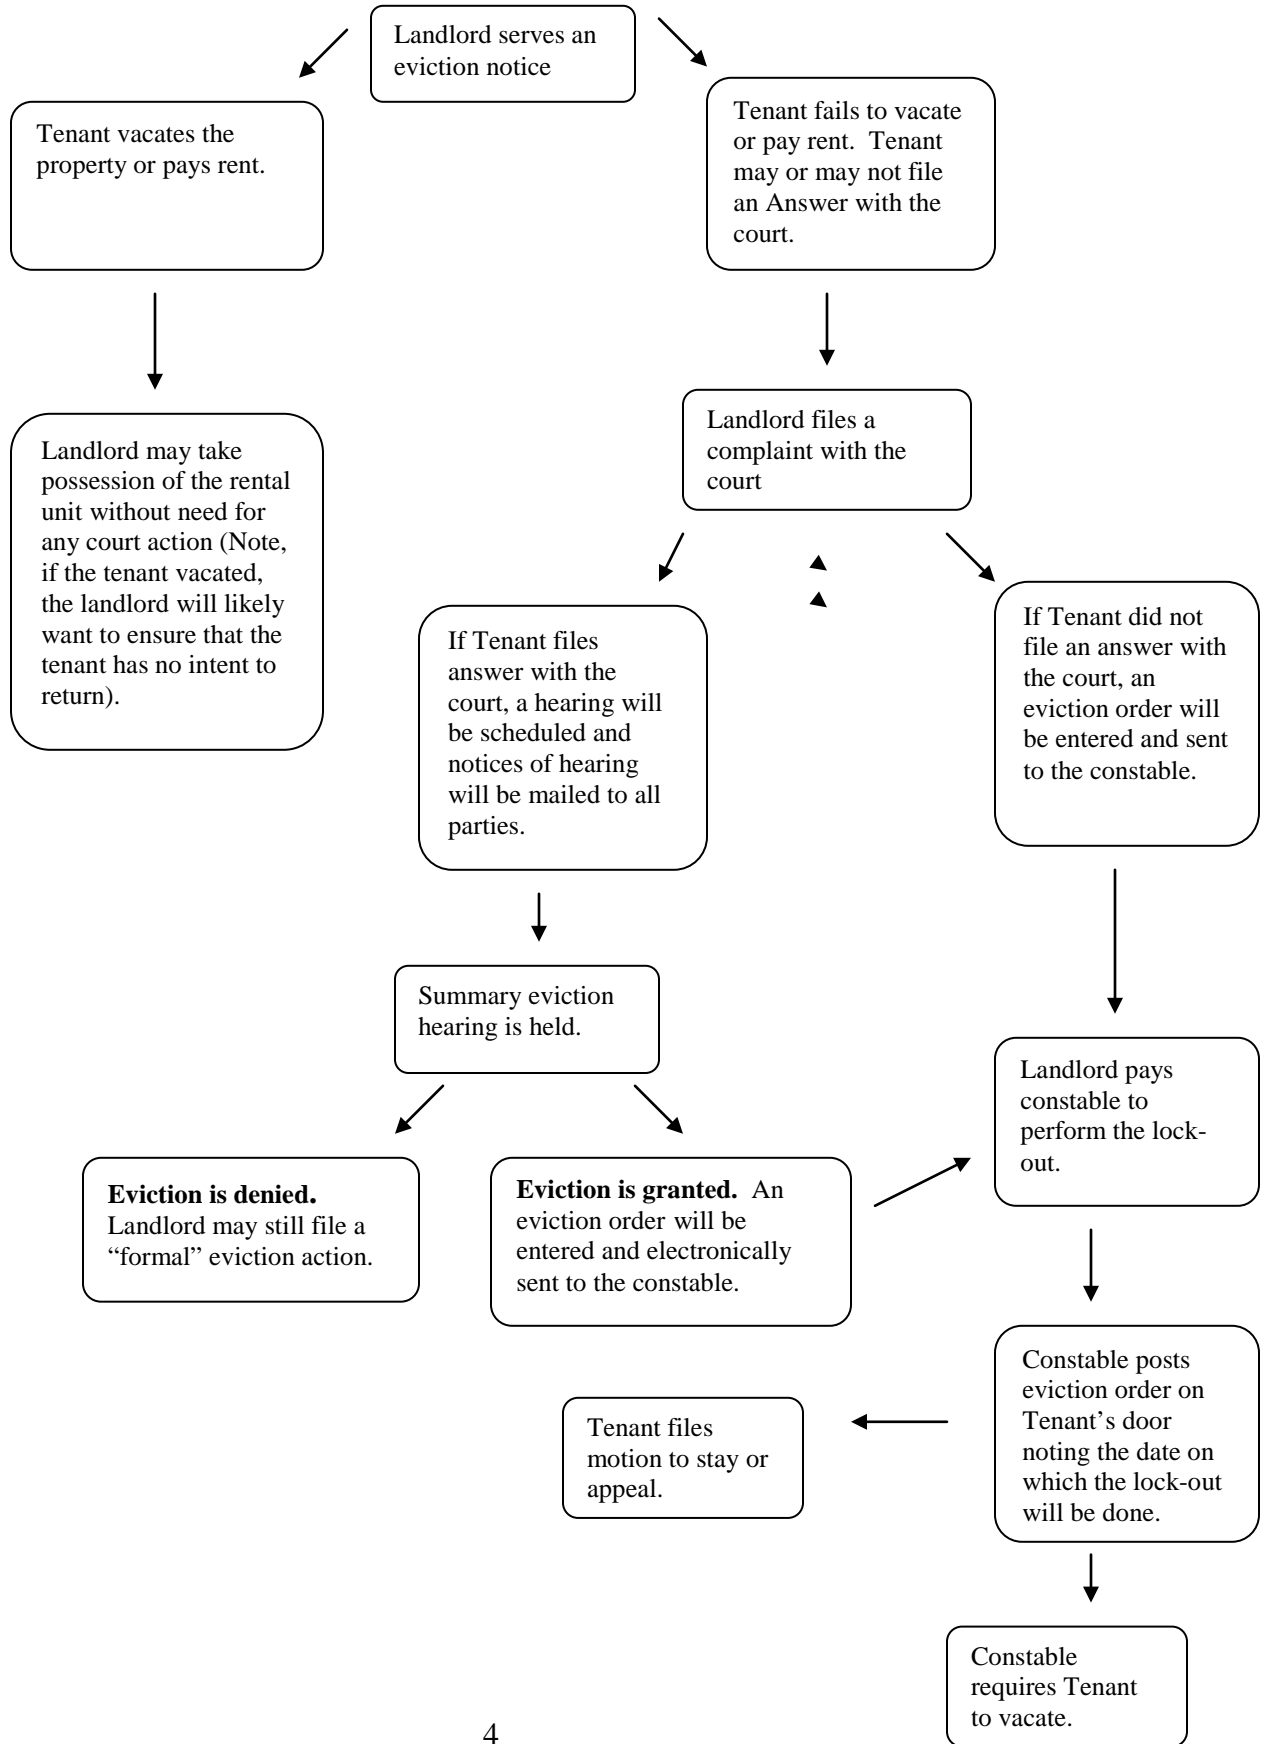 Landlord serves an
eviction notice
Tenant vacates the
property or pays rent.
Tenant fails to vacate
or pay rent.  Tenant
may or may not file
an Answer with the
court.
Landlord may take
possession of the rental
unit without need for
any court action (Note,
if the tenant vacated,
the landlord will likely
want to ensure that the
tenant has no intent to
return).
Landlord files a
complaint with the
court
If Tenant files
answer with the
court, a hearing will
be scheduled and
notices of hearing
will be mailed to all
parties.
If Tenant did not
file an answer with
the court, an
eviction order will
be entered and sent
to the constable.
Summary eviction
hearing is held.
Landlord pays
constable to
perform the lock-
out.
Eviction is denied.
Landlord may still file a
“formal” eviction action.
Eviction is granted.  An
eviction order will be
entered and electronically
sent to the constable.
Constable posts
eviction order on
Tenant’s door
noting the date on
which the lock-out
will be done.
Tenant files
motion to stay or
appeal.
Constable
requires Tenant
to vacate.
4